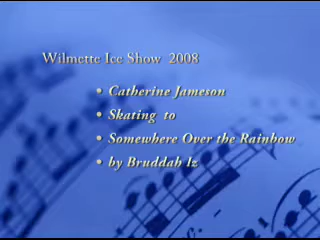 Wilmette Ice Show 2008
• Catherine Jameson
• Skating to
• Somewhere Over the Rainbow
• by Bruddah Iz